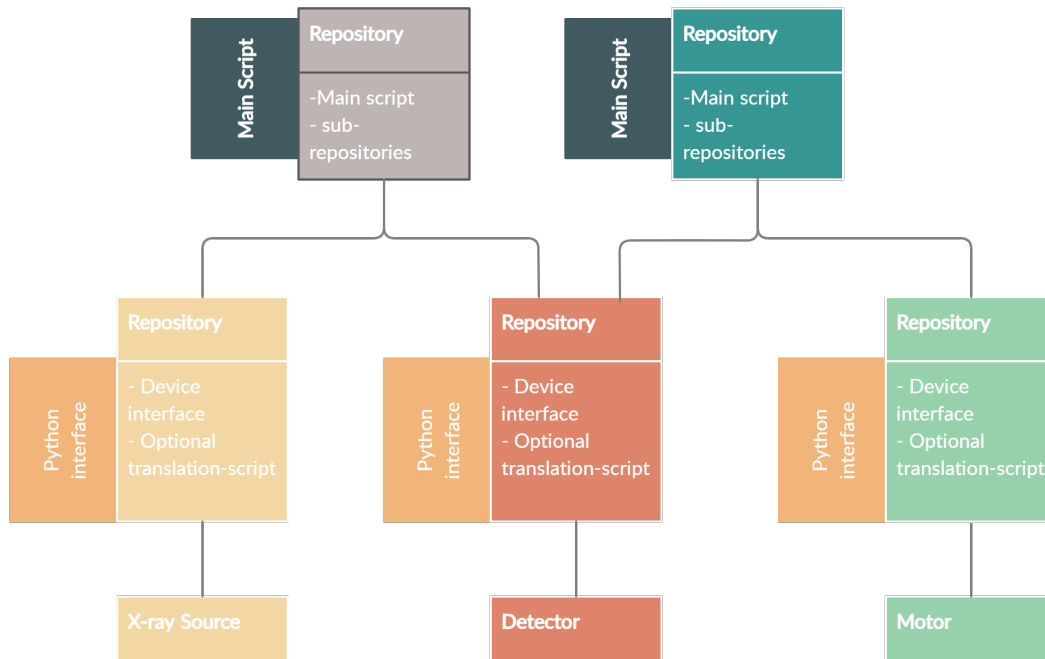 Main Script
Repository
-Main script
- sub-
repositories
Main Script
Repository
-Main script
- sub-
repositories
Python
interface
Repository
- Device
interface
- Optional
translation-script
Python
interface
Repository
- Device
interface
- Optional
translation-script
Python
interface
Repository
- Device
interface
- Optional
translation-script
X-ray Source
Detector
Motor